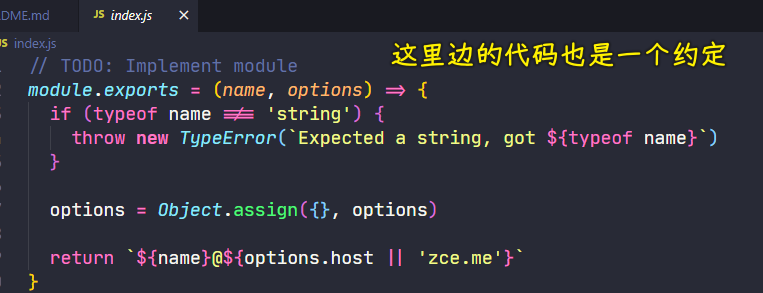 DME.md
JS index.js
JS index.js
// TODO: Implement module
这里边的代码也是一个约定
module.exports = (name, options) => {
if (typeof name !== 'string') {
throw new TypeError(`Expected a string, got ${typeof name}`)
}
options = Object.assign({}, options)
return `${name}@${options.host || 'zce.me'}`
}